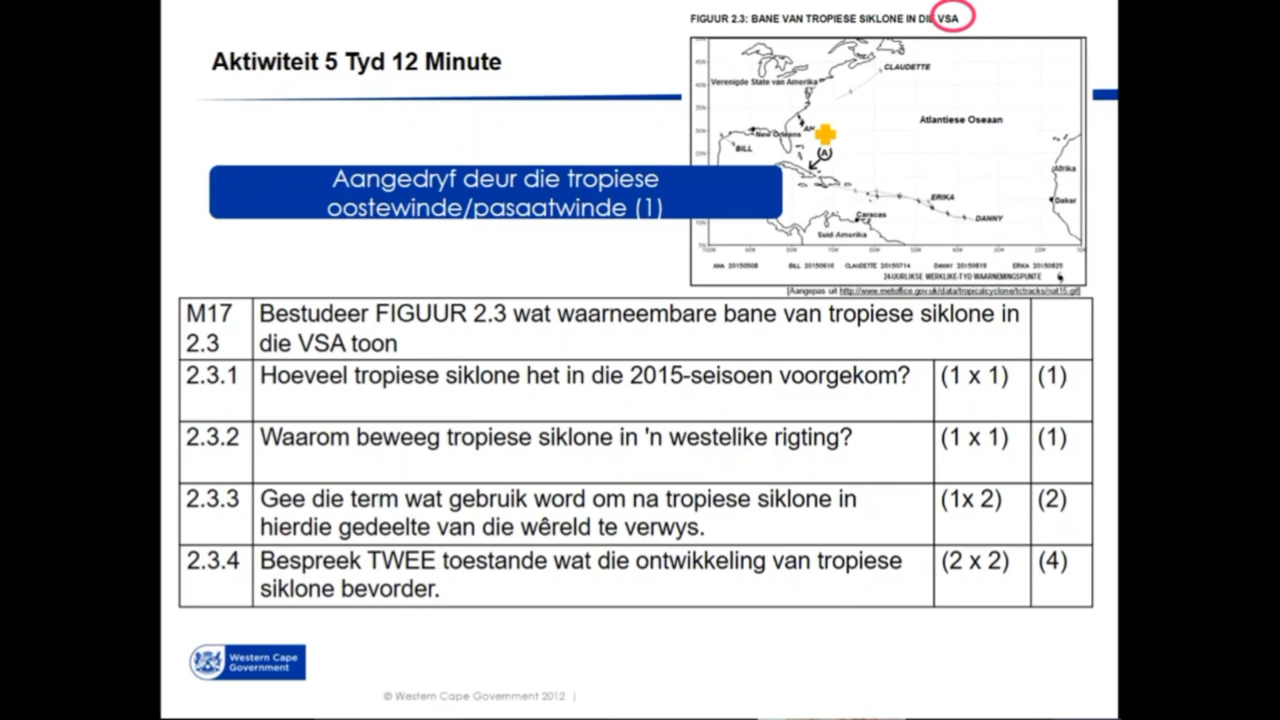 FIGUUR 2.3: BANE VAN TROPIESE SIKLONE IN DIE VSA
Aktiwiteit 5 Tyd 12 Minute
CLAUDETTE
Verenigde State van Amerika
Atlantiese Oseaan
New Orleans
BILL
(A)
Afrika
Dakar
ERIKA
DANNY
Caracas
Suid-Amerika
ANA 20150508 BILL 20150616 CLAUDETTE 20150714 DANNY 20150819 ERIKA 20150825
24-UURLIKSE WERKLIKE-TYD WAARNEMINGSPUNTE
[Aangepas uit http://www.metoffice.gov.uk/data/tropicalcyclone/tctracks/nat15.gif]
Aangedryf deur die tropiese
oostewinde/pasaatwinde (1)
M17 Bestudeer FIGUUR 2.3 wat waarneembare bane van tropiese siklone in
2.3 die VSA toon
2.3.1 Hoeveel tropiese siklone het in die 2015-seisoen voorgekom? (1 x 1) (1)
2.3.2 Waarom beweeg tropiese siklone in 'n westelike rigting? (1 x 1) (1)
2.3.3 Gee die term wat gebruik word om na tropiese siklone in (1x 2) (2)
hierdie gedeelte van die wêreld te verwys.
2.3.4 Bespreek TWEE toestande wat die ontwikkeling van tropiese (2 x 2) (4)
siklone bevorder.
Western Cape
Government
© Western Cape Government 2012 |